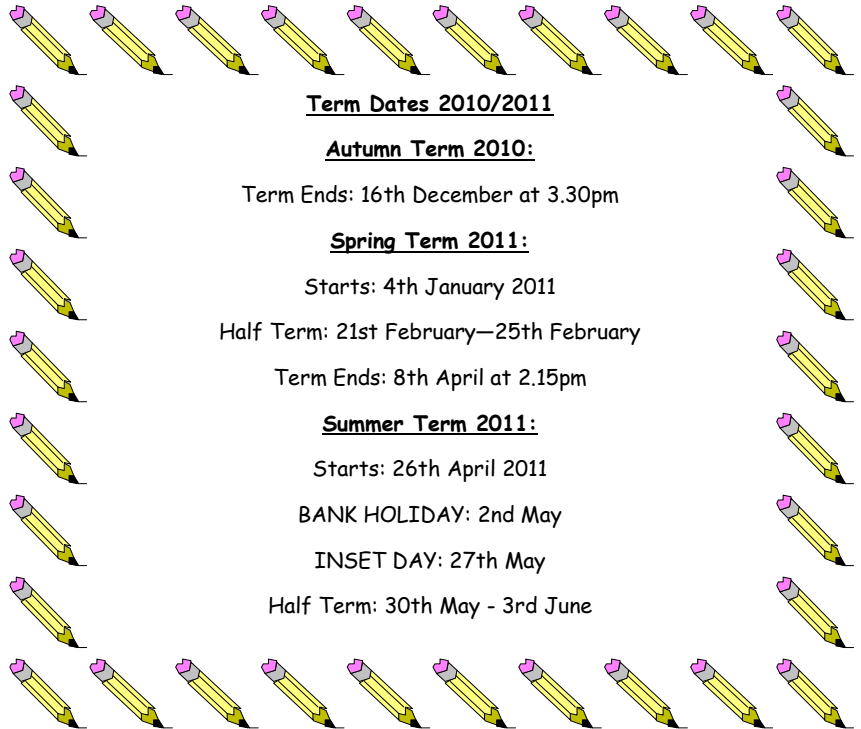 Term Dates 2010/2011
Autumn Term 2010:
Term Ends: 16th December at 3.30pm
Spring Term 2011:
Starts: 4th January 2011
Half Term: 21st February—25th February
Term Ends: 8th April at 2.15pm
Summer Term 2011:
Starts: 26th April 2011
BANK HOLIDAY: 2nd May
INSET DAY: 27th May
Half Term: 30th May - 3rd June